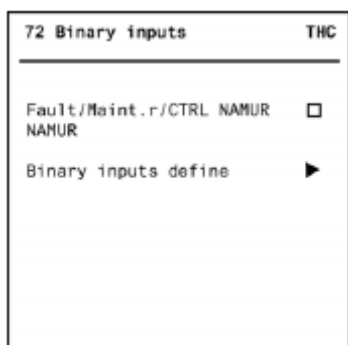 72 Binary inputs THC
Fault/Maint.r/CTRL NAMUR
NAMUR
Binary inputs define